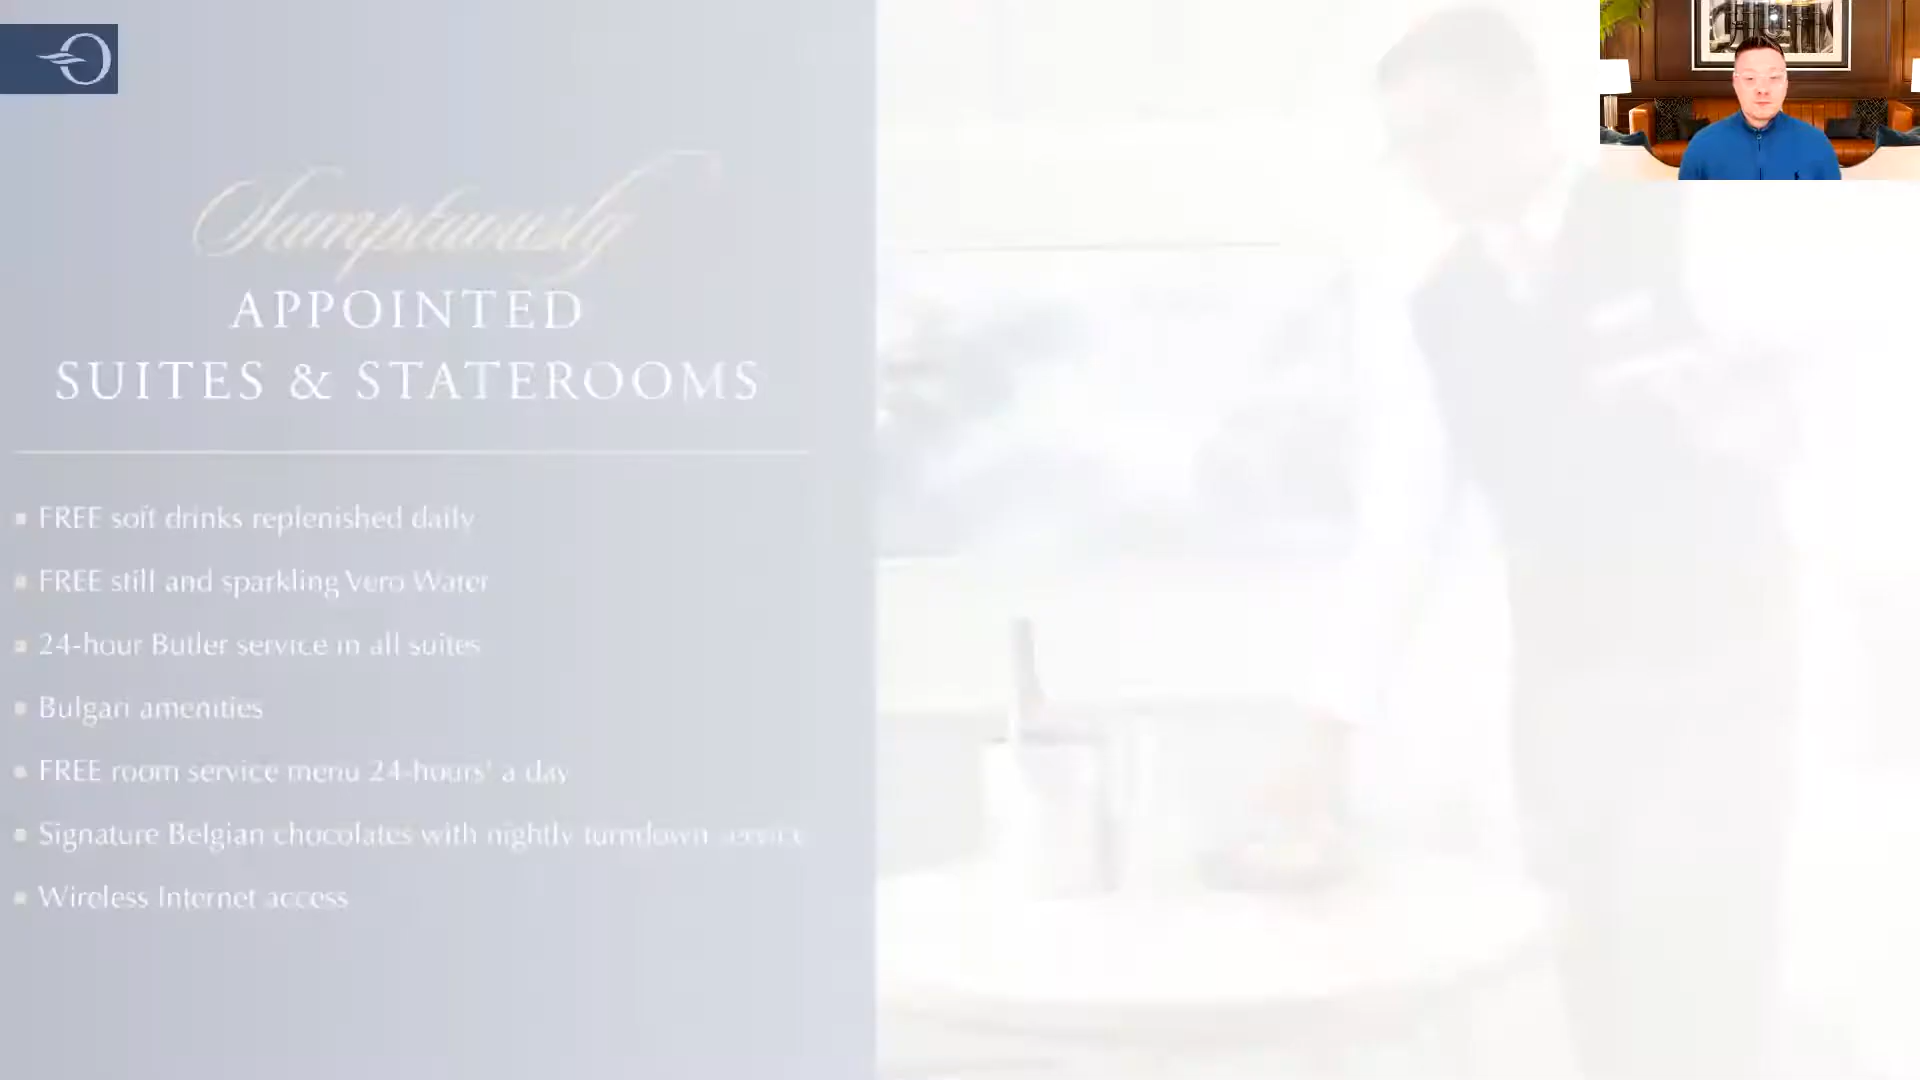 Sumptuously
APPOINTED
SUITES & STATEROOMS
▪ FREE soft drinks replenished daily
▪ FREE still and sparkling Vero Water
▪ 24-hour Butler service in all suites
▪ Bulgari amenities
▪ FREE room service menu 24-hours' a day
▪ Signature Belgian chocolates with nightly turndown service
▪ Wireless Internet access